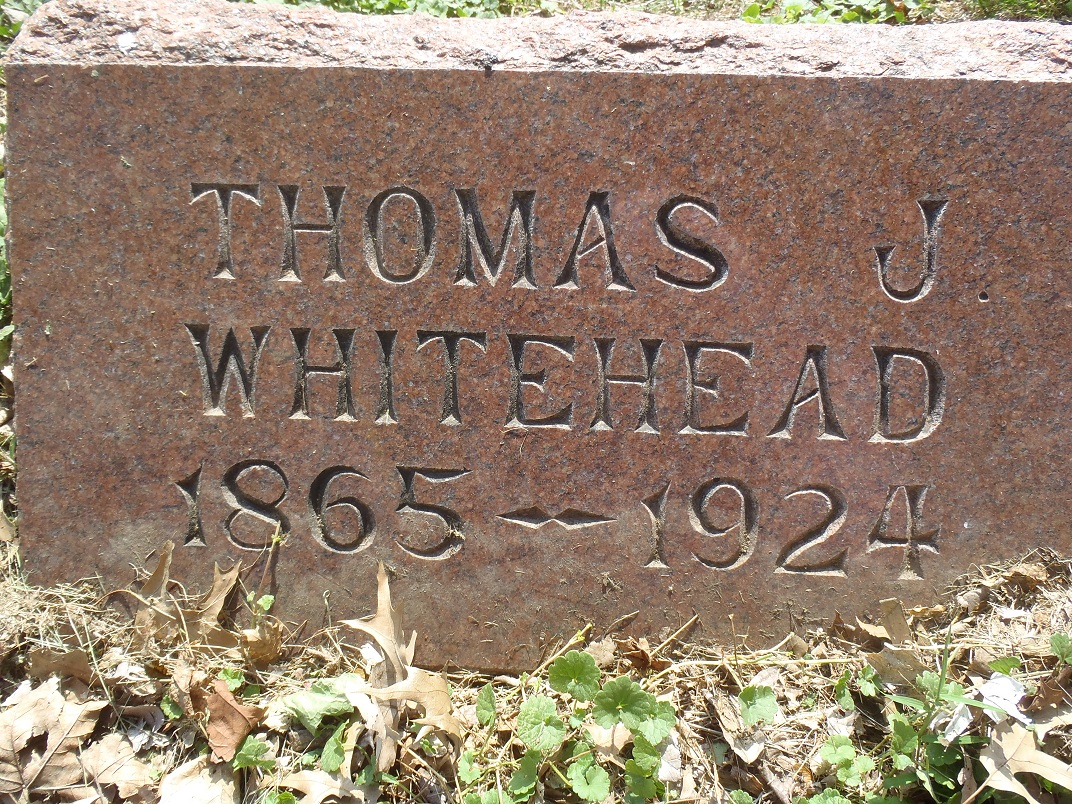 THOMAS J.
WHITEHEAD
1865-1924